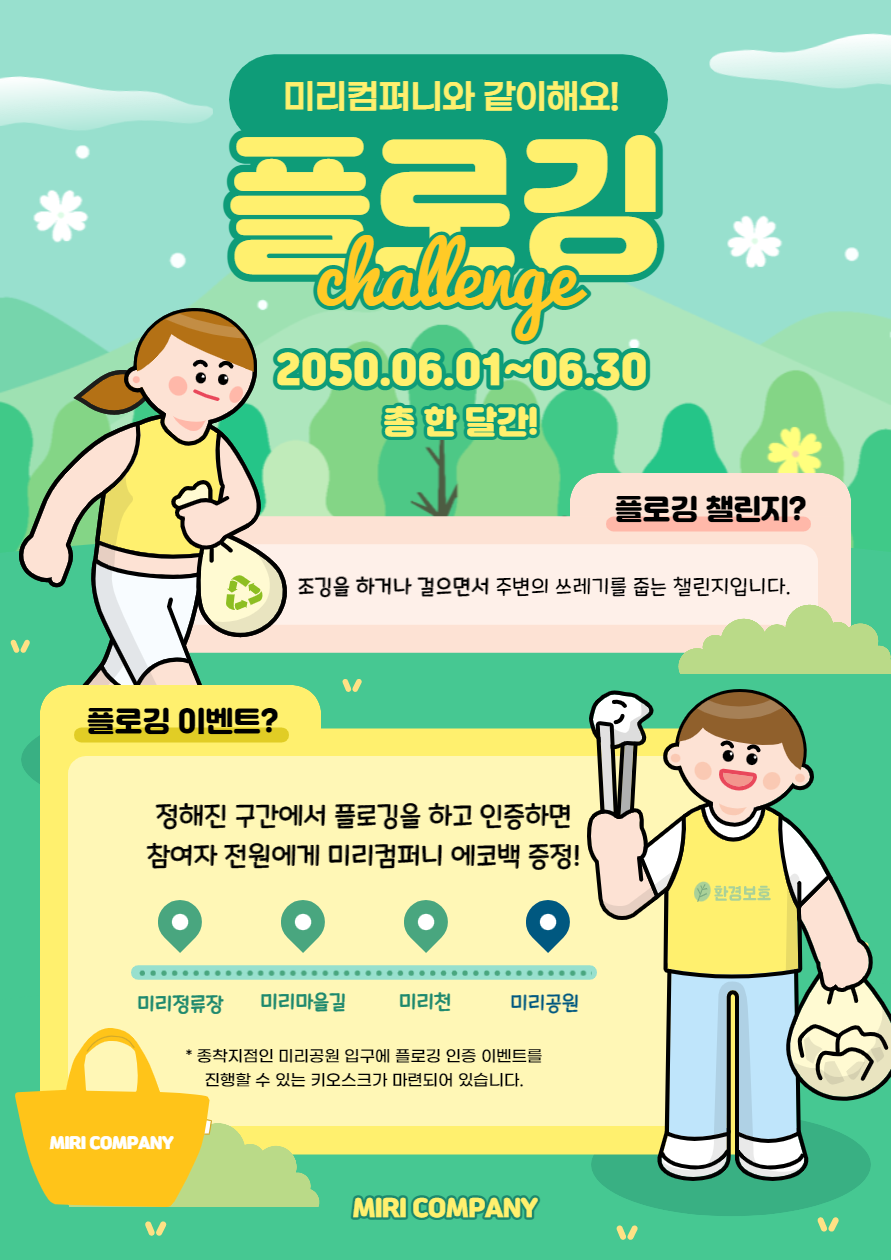 미리컴퍼니와 같이해요!
플로깅
challenge
2050.06.01~06.30
총 한 달간!
플로깅 챌린지?
조깅을 하거나 걸으면서 주변의 쓰레기를 줍는 챌린지입니다.
플로깅 이벤트?
정해진 구간에서 플로깅을 하고 인증하면
참여자 전원에게 미리컴퍼니 에코백 증정!
환경보호
미리정류장 미리마을길 미리천 미리공원
* 종착지점인 미리공원 입구에 플로깅 인증 이벤트를
진행할 수 있는 키오스크가 마련되어 있습니다.
MIRI COMPANY
MIRI COMPANY